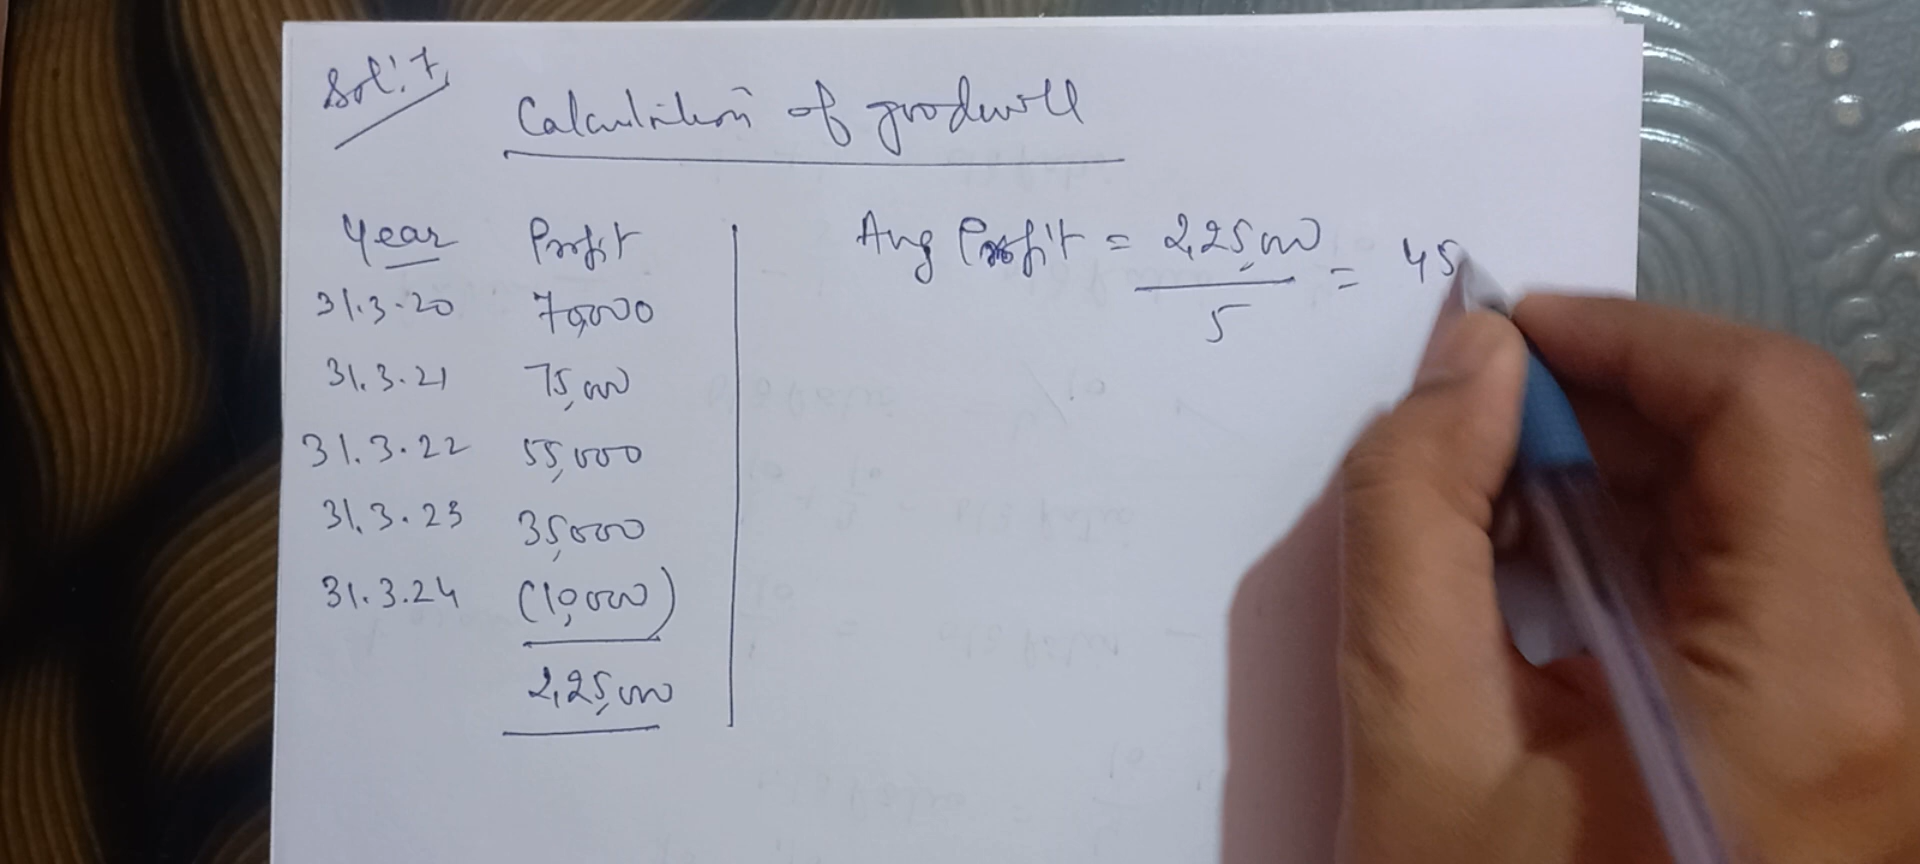 Sol:7
Calculation of goodwill
Year Profit
31.3.20 70,000
31.3.21 75,000
31.3.22 55,000
31.3.23 35,000
31.3.24 (10,000)
2,25,000
Avg Profit = 2,25,000 / 5 = 45